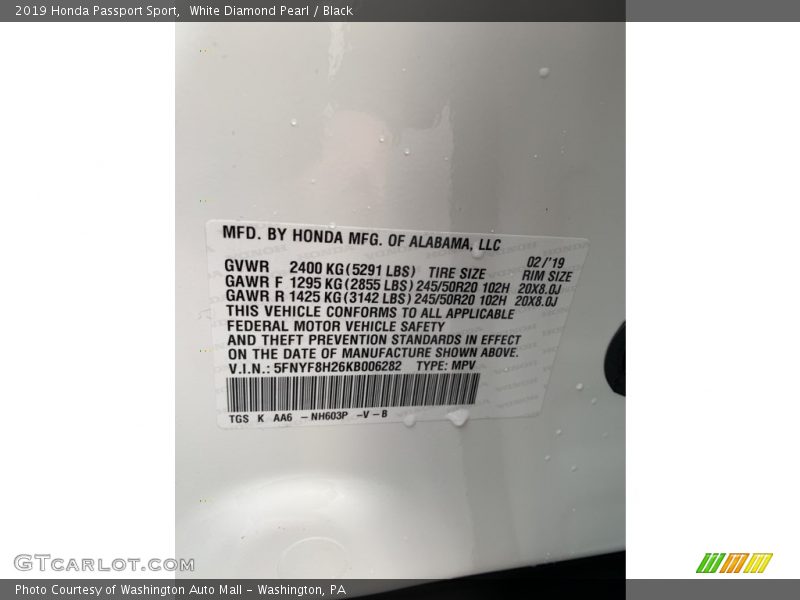 2019 Honda Passport Sport, White Diamond Pearl / Black
MFD. BY HONDA MFG. OF ALABAMA, LLC
02/'19
GVWR 2400 KG(5291 LBS) TIRE SIZE RIM SIZE
GAWR F 1295 KG(2855 LBS)245/50R20 102H 20X8.0J
GAWR R 1425 KG(3142 LBS)245/50R20 102H 20X8.0J
THIS VEHICLE CONFORMS TO ALL APPLICABLE
FEDERAL MOTOR VEHICLE SAFETY
AND THEFT PREVENTION STANDARDS IN EFFECT
ON THE DATE OF MANUFACTURE SHOWN ABOVE.
V.I.N.: 5FNYF8H26KB006282 TYPE: MPV
TGS K AA6 - NH603P - V - B
GTCARLOT.COM
Photo Courtesy of Washington Auto Mall - Washington, PA